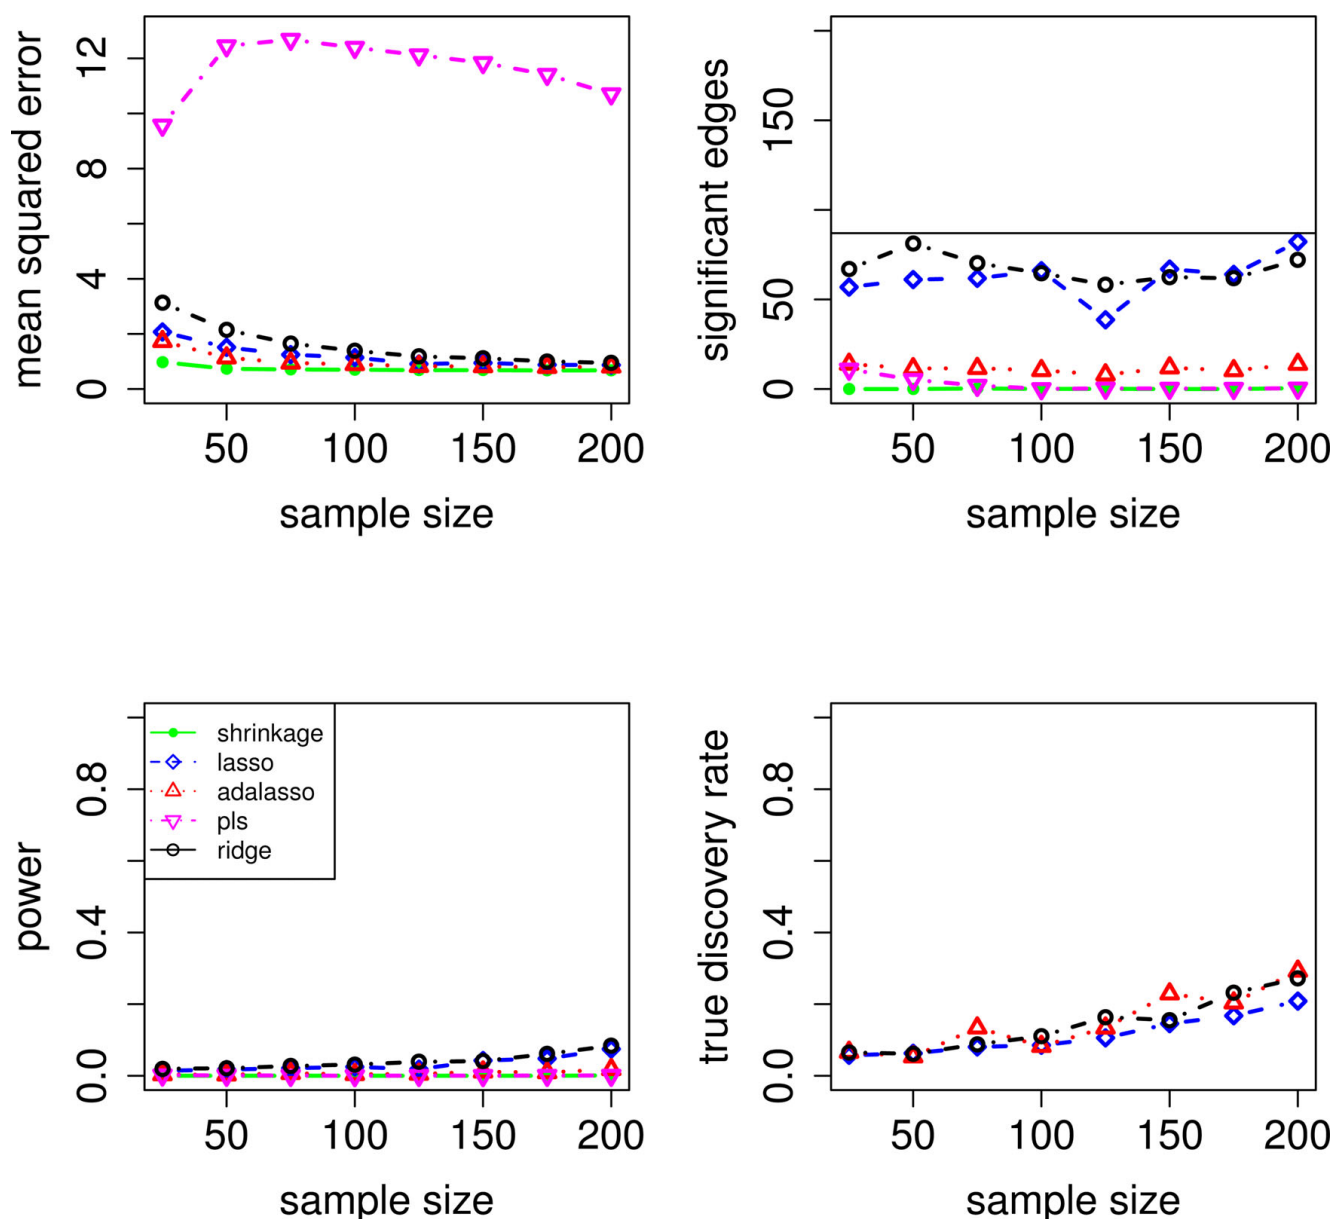 mean squared error
0 4 8 12
50 100 150 200
sample size
significant edges
0 50 150
50 100 150 200
sample size
power
0.0 0.4 0.8
shrinkage
lasso
adalasso
pls
ridge
50 100 150 200
sample size
true discovery rate
0.0 0.4 0.8
50 100 150 200
sample size